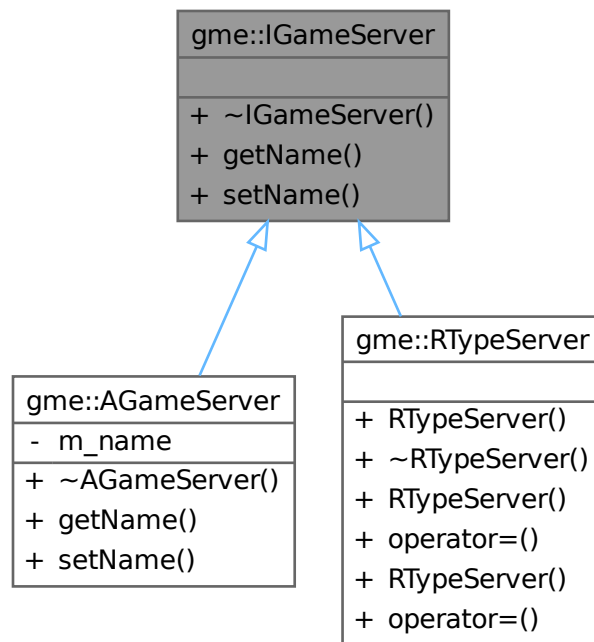 gme::IGameServer
+ ~IGameServer()
+ getName()
+ setName()
gme::AGameServer
- m_name
+ ~AGameServer()
+ getName()
+ setName()
gme::RTypeServer
+ RTypeServer()
+ ~RTypeServer()
+ RTypeServer()
+ operator=()
+ RTypeServer()
+ operator=()